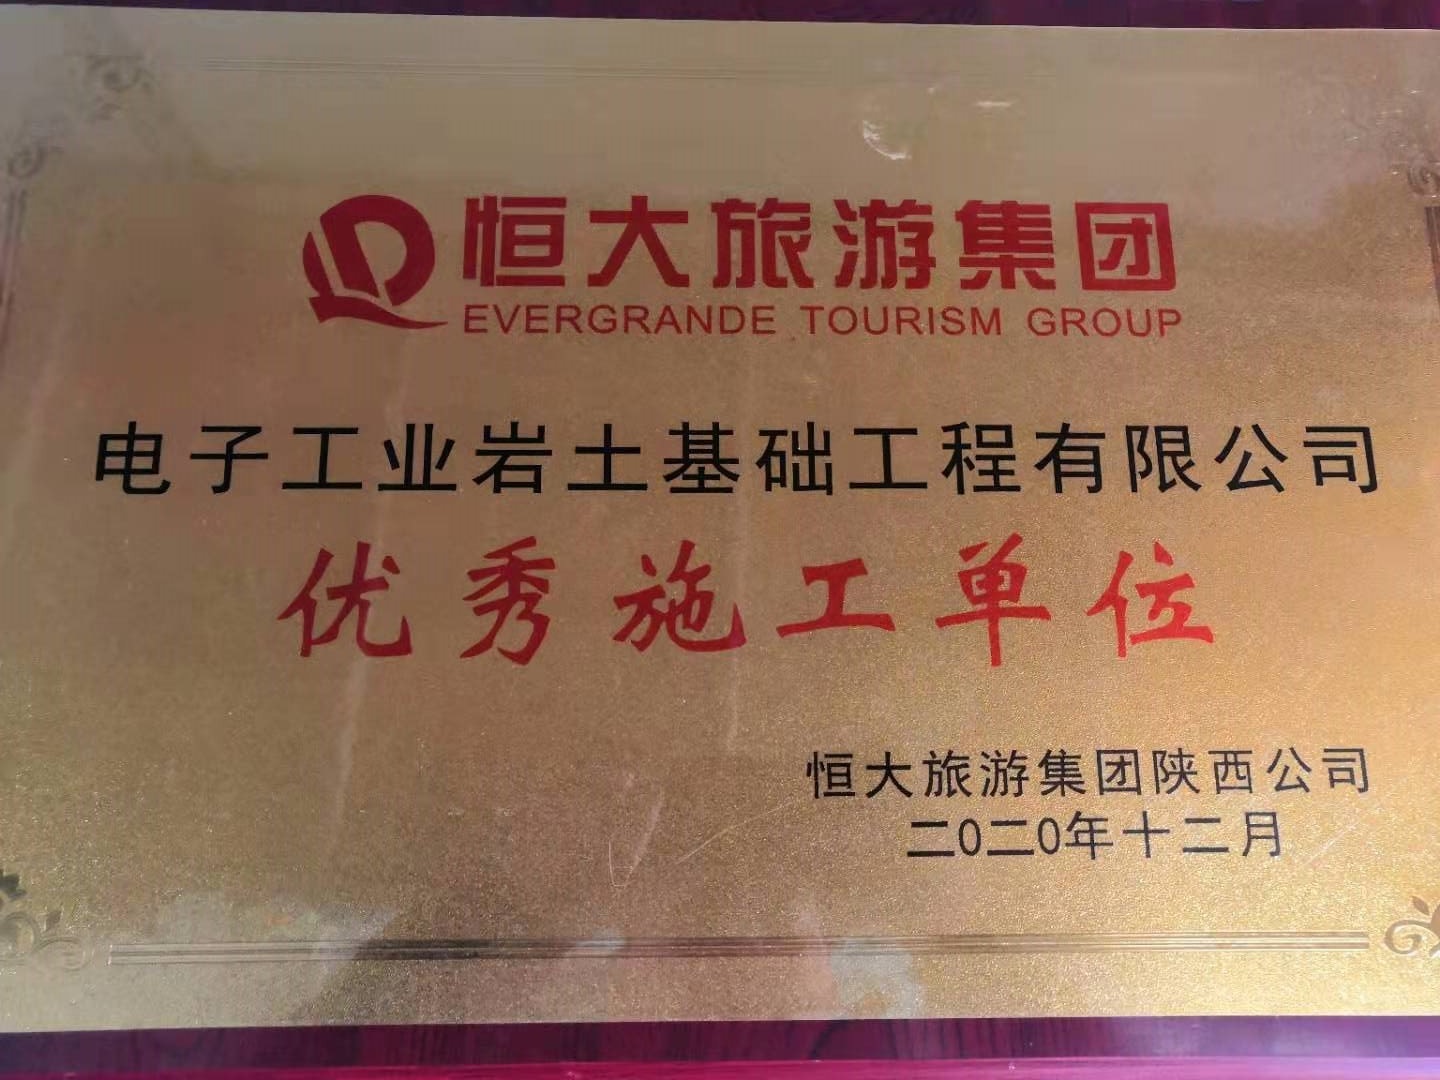 恒大旅游集团
EVERGRANDE TOURISM GROUP
电子工业岩土基础工程有限公司
优秀施工单位
恒大旅游集团陕西公司
二0二0年十二月